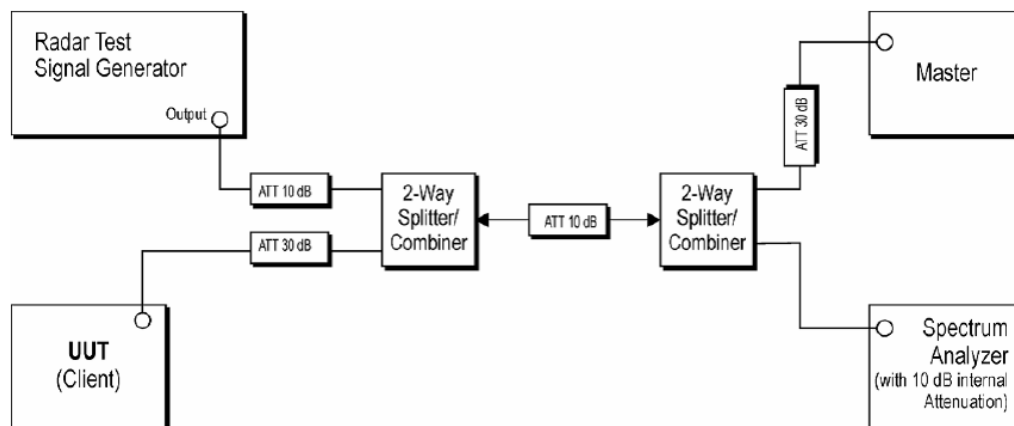 Radar Test
Signal Generator
Output
Master
ATT 30 dB
ATT 10 dB
2-Way
Splitter/
Combiner
ATT 10 dB
2-Way
Splitter/
Combiner
ATT 30 dB
UUT
(Client)
Spectrum
Analyzer
(with 10 dB internal
Attenuation)